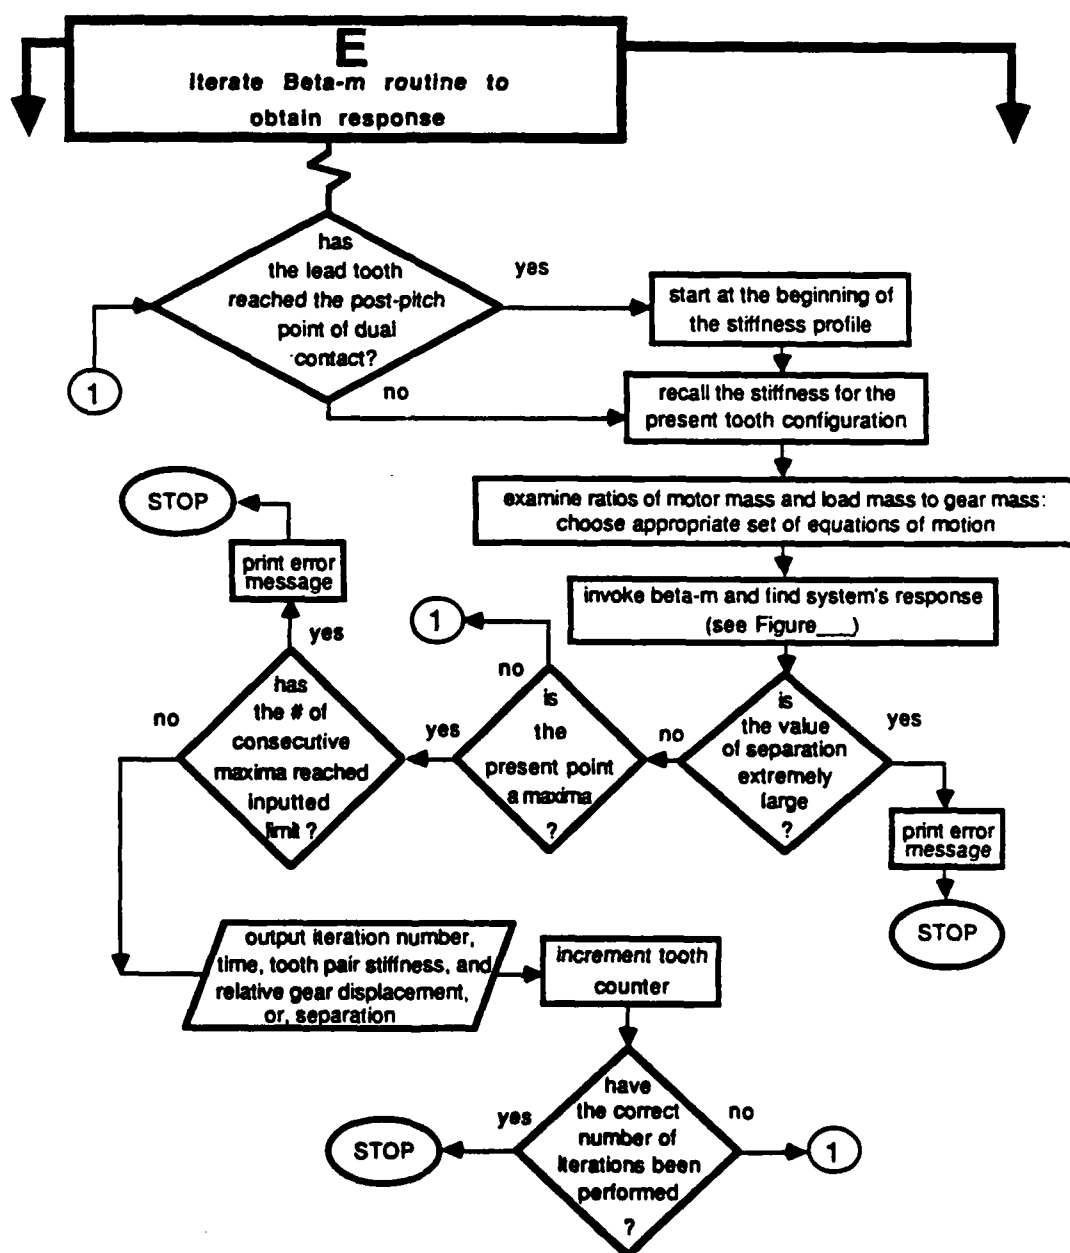 E
iterate Beta-m routine to
obtain response
has
the lead tooth
reached the post-pitch
point of dual
contact?
yes
no
1
start at the beginning of
the stiffness profile
recall the stiffness for the
present tooth configuration
examine ratios of motor mass and load mass to gear mass:
choose appropriate set of equations of motion
invoke beta-m and find system's response
(see Figure___)
is
the value
of separation
extremely
large
?
yes
no
print error
message
STOP
is
the
present point
a maxima
?
no
1
yes
has
the # of
consecutive
maxima reached
inputted
limit ?
yes
print error
message
STOP
no
output iteration number,
time, tooth pair stiffness, and
relative gear displacement,
or, separation
increment tooth
counter
have
the correct
number of
iterations been
performed
?
yes
STOP
no
1